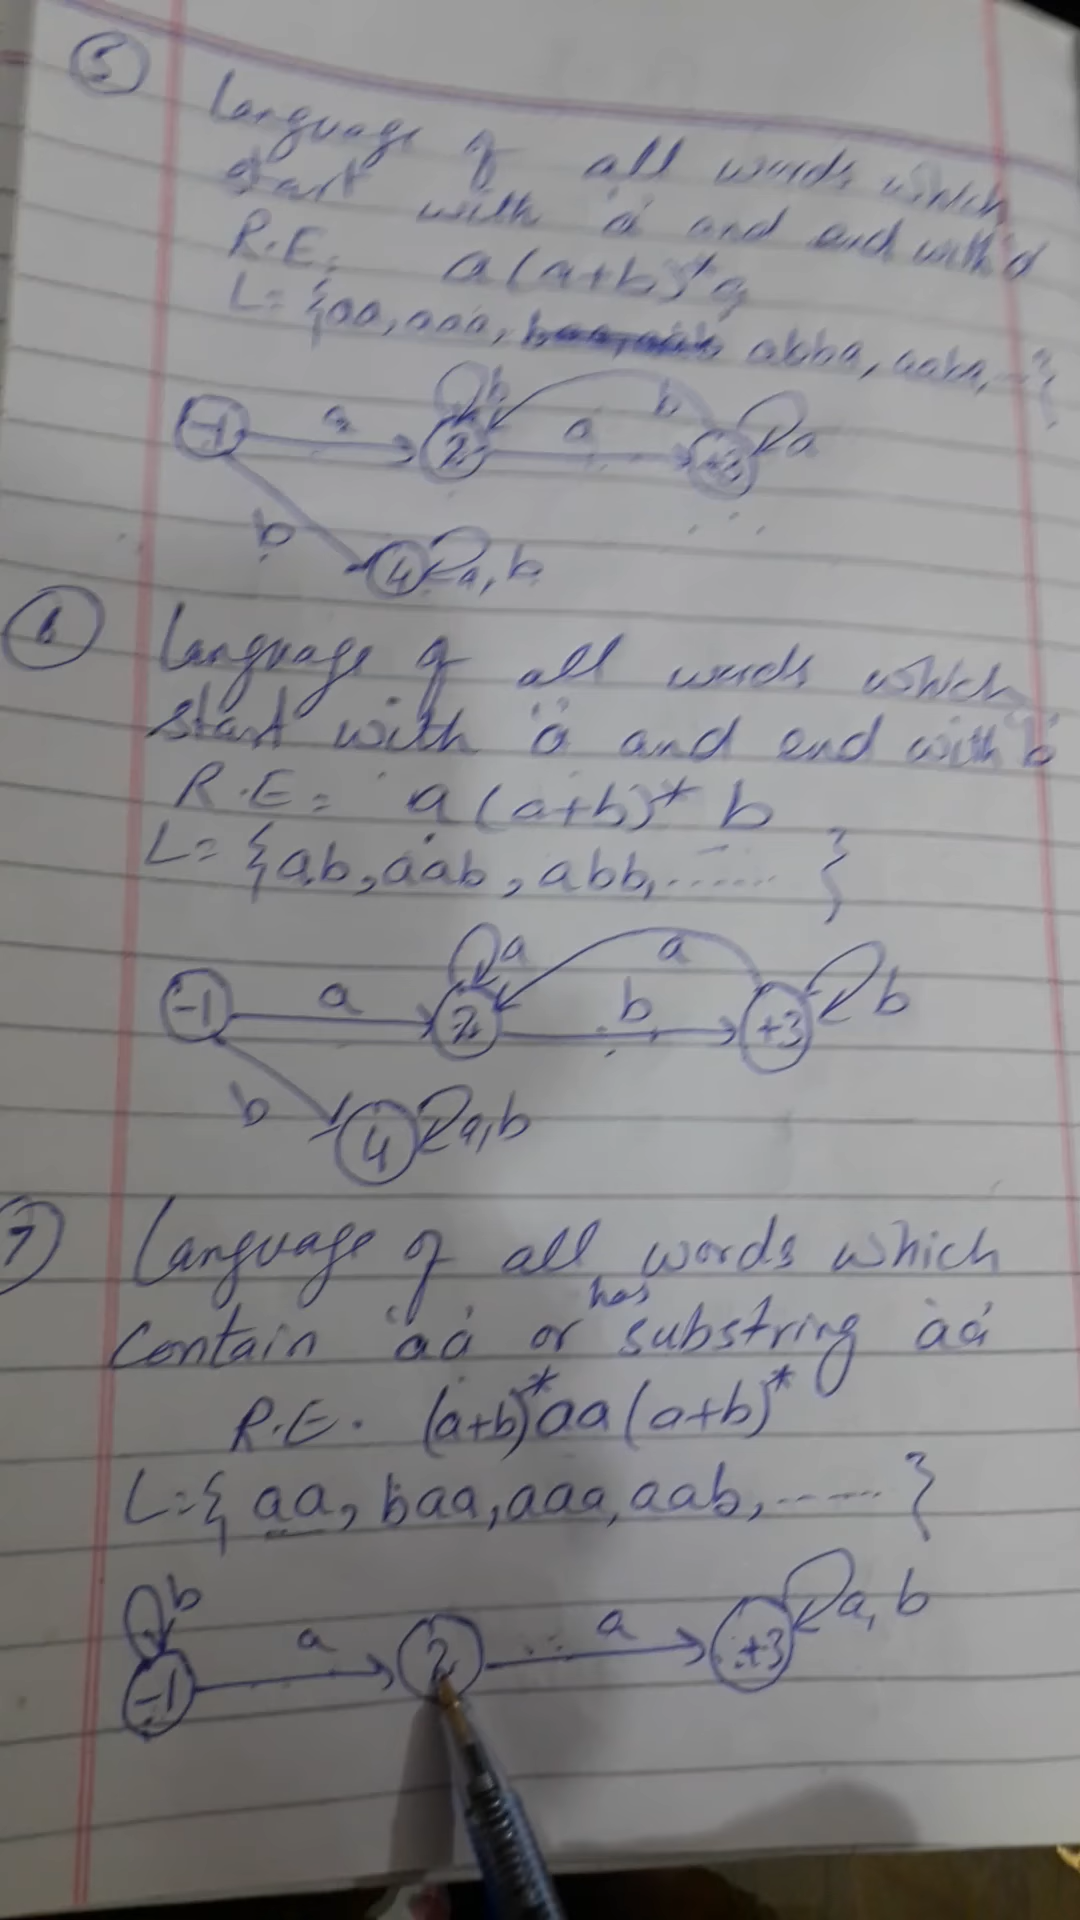 5
Language of all words which
start with 'a' and end with 'a'
R.E. a(a+b)*a
L = {aa, aaa, abba, aaba, ... }
-1 a 2 b a b +3 a
b 4 a, b
6
Language of all words which
start with "a" and end with b
R.E = a (a+b)* b
L = {ab, aab, abb, ....... }
-1 a 2 a b a +3 b
b 4 a, b
7
Language of all words which
Contain 'aa' or has substring 'aa'
R.E. (a+b)*aa(a+b)*
L = { aa, baa, aaa, aab, ------ }
b -1 a 2 a +3 a, b